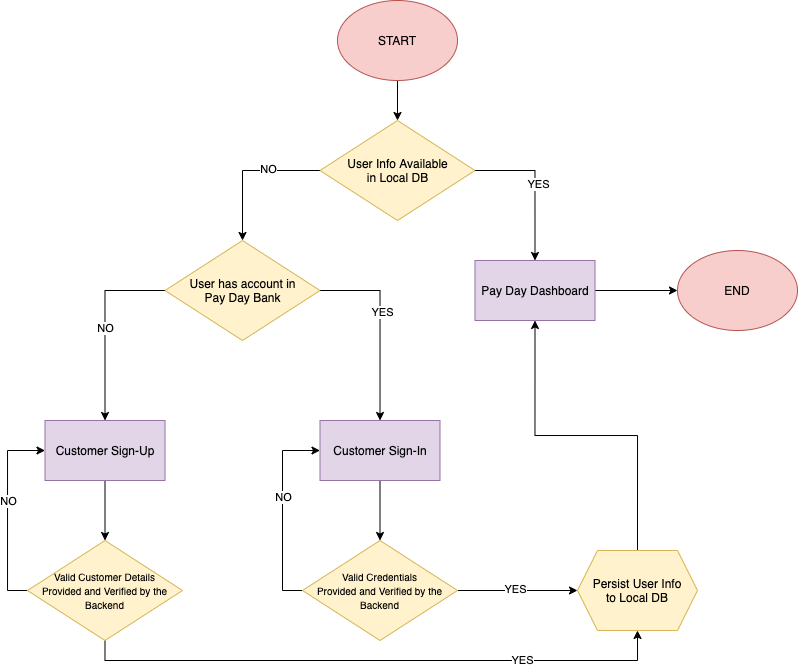 START
User Info Available
in Local DB
NO
YES
User has account in
Pay Day Bank
Pay Day Dashboard
END
NO
YES
Customer Sign-Up
Customer Sign-In
NO
NO
Valid Customer Details
Provided and Verified by the
Backend
Valid Credentials
Provided and Verified by the
Backend
YES
Persist User Info
to Local DB
YES